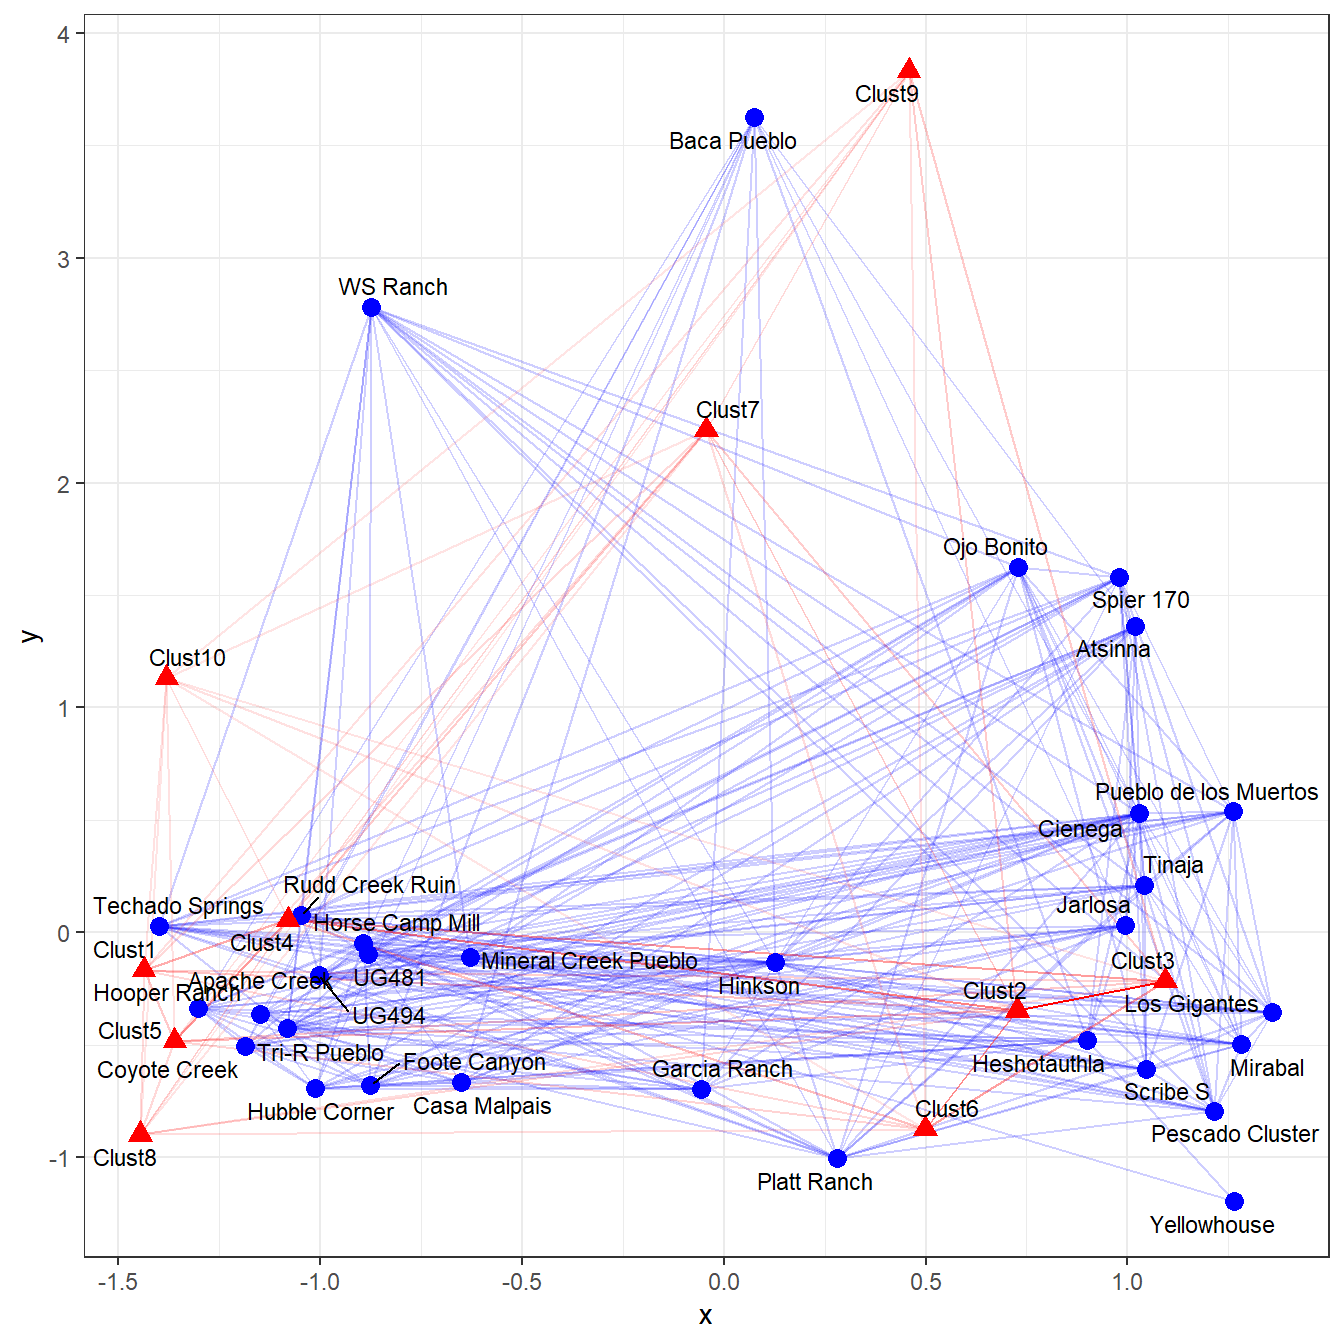 4
Clust9
Baca Pueblo
3
WS Ranch
Clust7
2
Ojo Bonito
Spier 170
Atsinna
y
Clust10
1
Pueblo de los Muertos
Cienega
Tinaja
Rudd Creek Ruin
Techado Springs
Jarlosa
Horse Camp Mill
0
Clust4
Clust1
Mineral Creek Pueblo
Clust3
Apache Creek
UG481
Hinkson
Hooper Ranch
Clust2
Los Gigantes
UG494
Clust5
Tri-R Pueblo
Foote Canyon
Heshotauthla
Coyote Creek
Garcia Ranch
Mirabal
Scribe S
Hubble Corner
Casa Malpais
Clust6
Pescado Cluster
Clust8
-1
Platt Ranch
Yellowhouse
-1.5
-1.0
-0.5
0.0
0.5
1.0
x